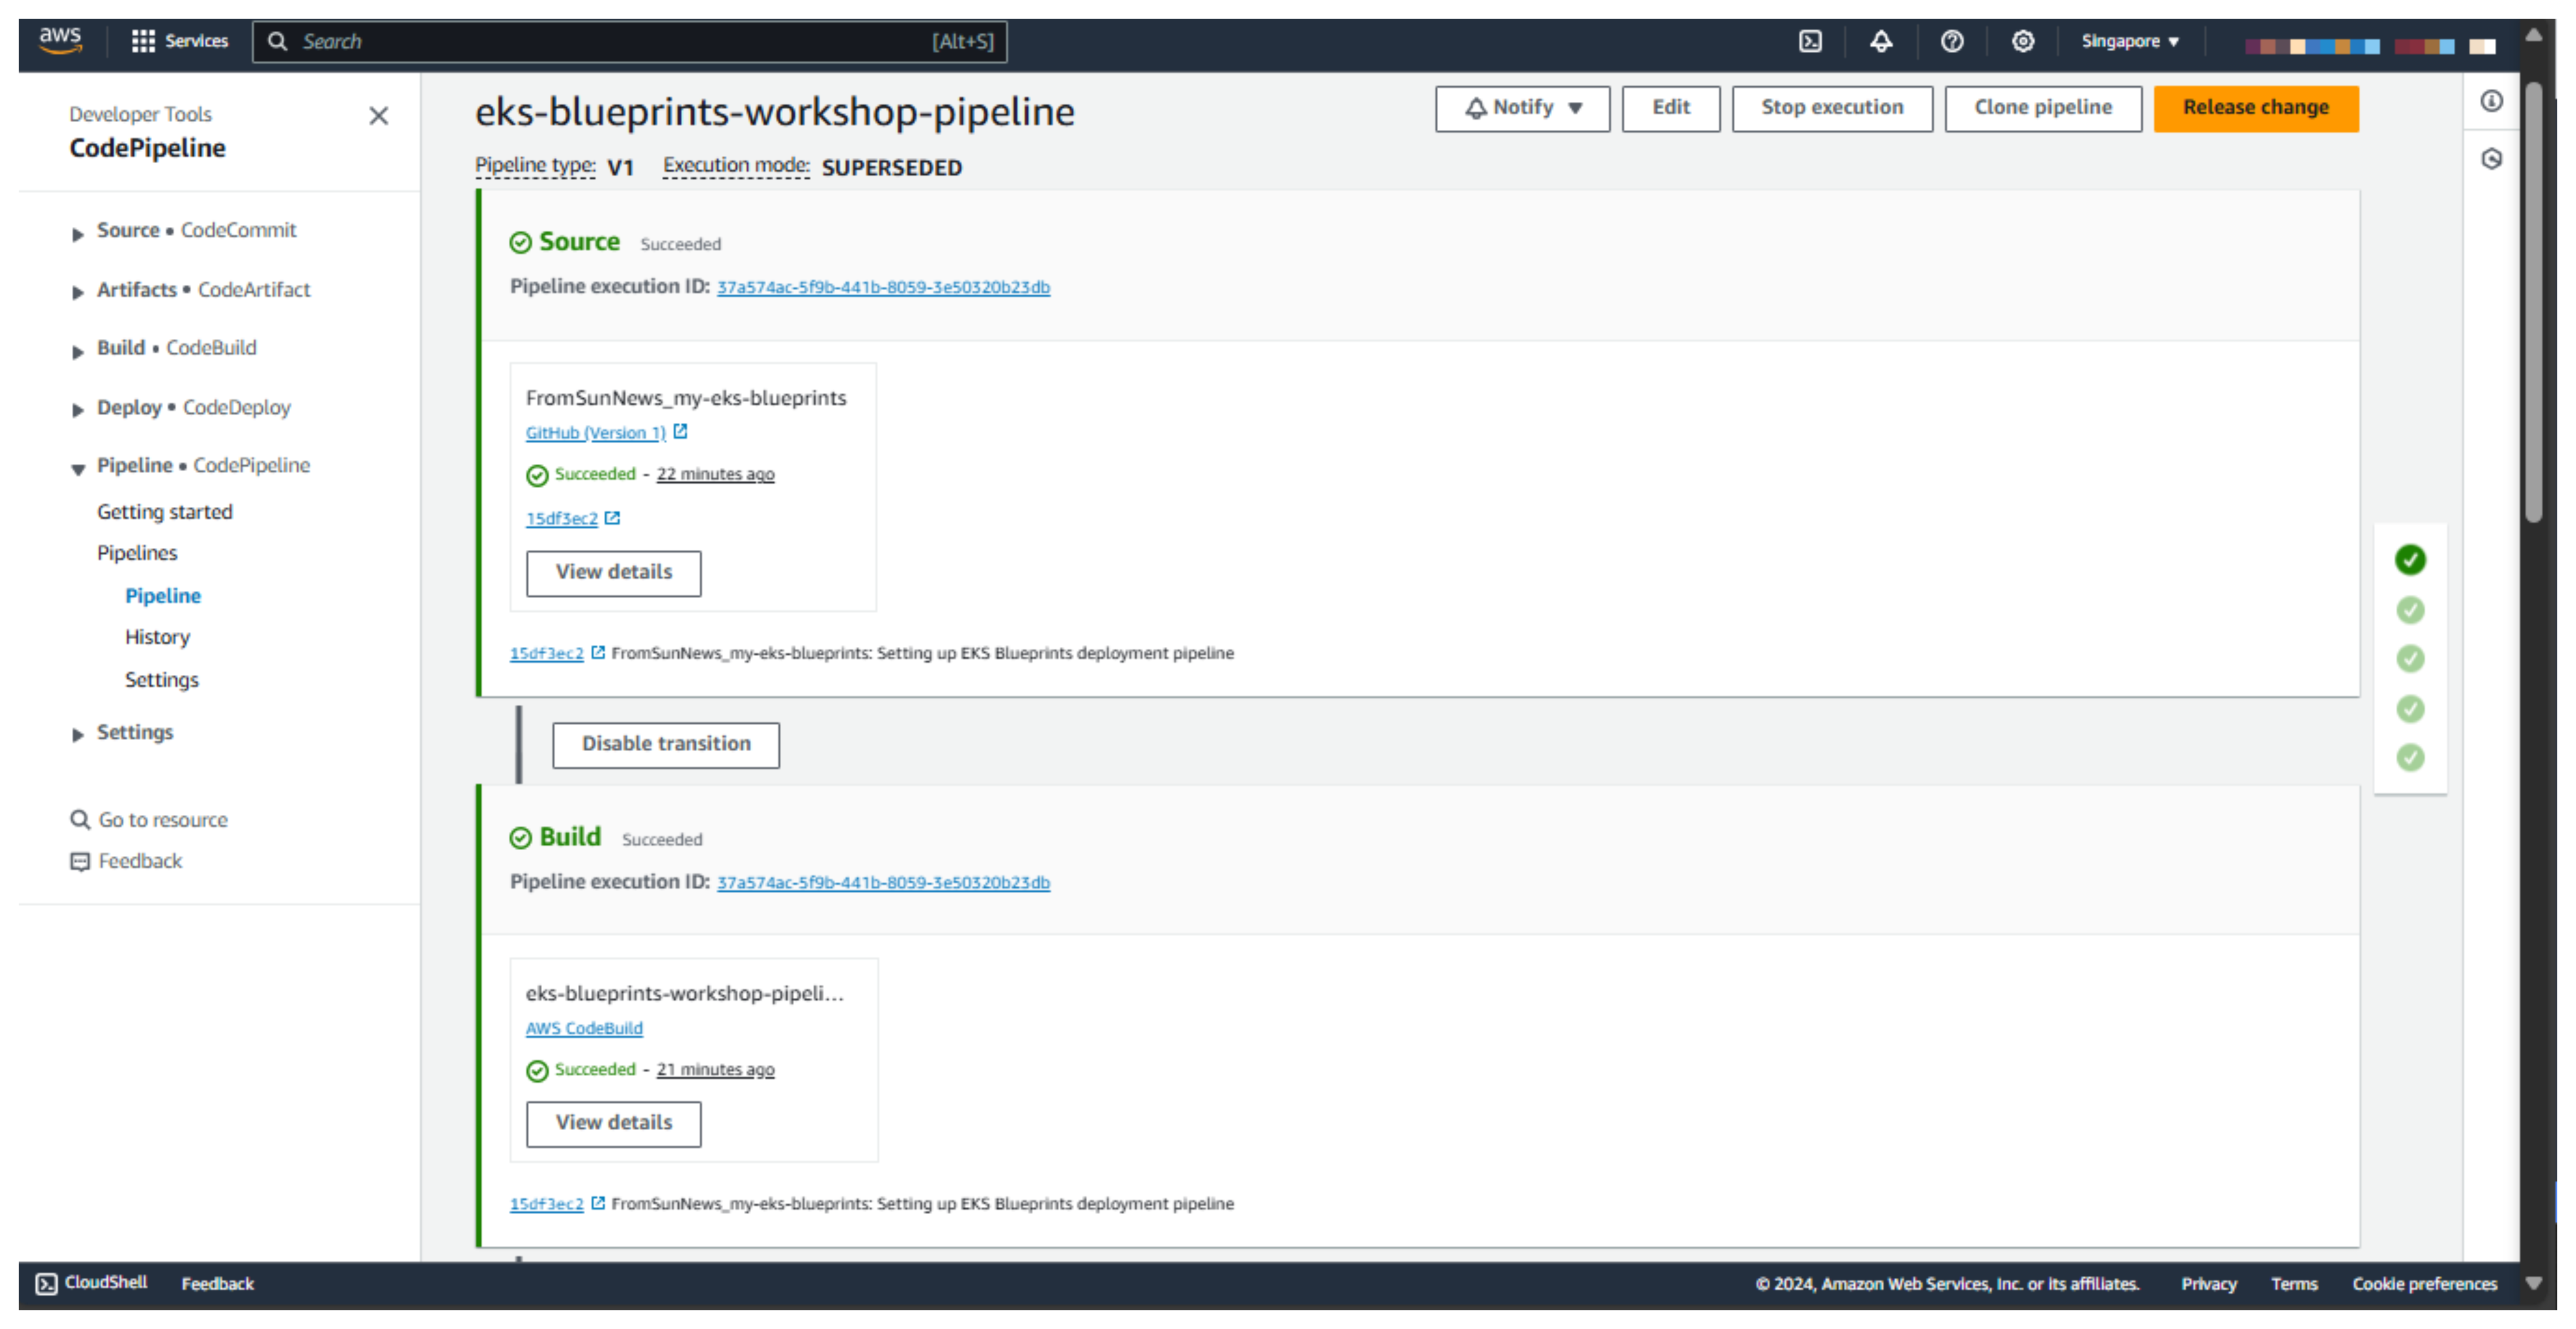 aws Services Search [Alt+S] Singapore ▼
Developer Tools
CodePipeline
Source • CodeCommit
Artifacts • CodeArtifact
Build • CodeBuild
Deploy • CodeDeploy
Pipeline • CodePipeline
Getting started
Pipelines
Pipeline
History
Settings
Settings
Go to resource
Feedback
eks-blueprints-workshop-pipeline
Notify ▼ Edit Stop execution Clone pipeline Release change
Pipeline type: V1 Execution mode: SUPERSEDED
Source Succeeded
Pipeline execution ID: 37a574ac-5f9b-441b-8059-3e50320b23db
FromSunNews_my-eks-blueprints
GitHub (Version 1)
Succeeded - 22 minutes ago
15df3ec2
View details
15df3ec2 FromSunNews_my-eks-blueprints: Setting up EKS Blueprints deployment pipeline
Disable transition
Build Succeeded
Pipeline execution ID: 37a574ac-5f9b-441b-8059-3e50320b23db
eks-blueprints-workshop-pipeli...
AWS CodeBuild
Succeeded - 21 minutes ago
View details
15df3ec2 FromSunNews_my-eks-blueprints: Setting up EKS Blueprints deployment pipeline
CloudShell Feedback © 2024, Amazon Web Services, Inc. or its affiliates. Privacy Terms Cookie preferences